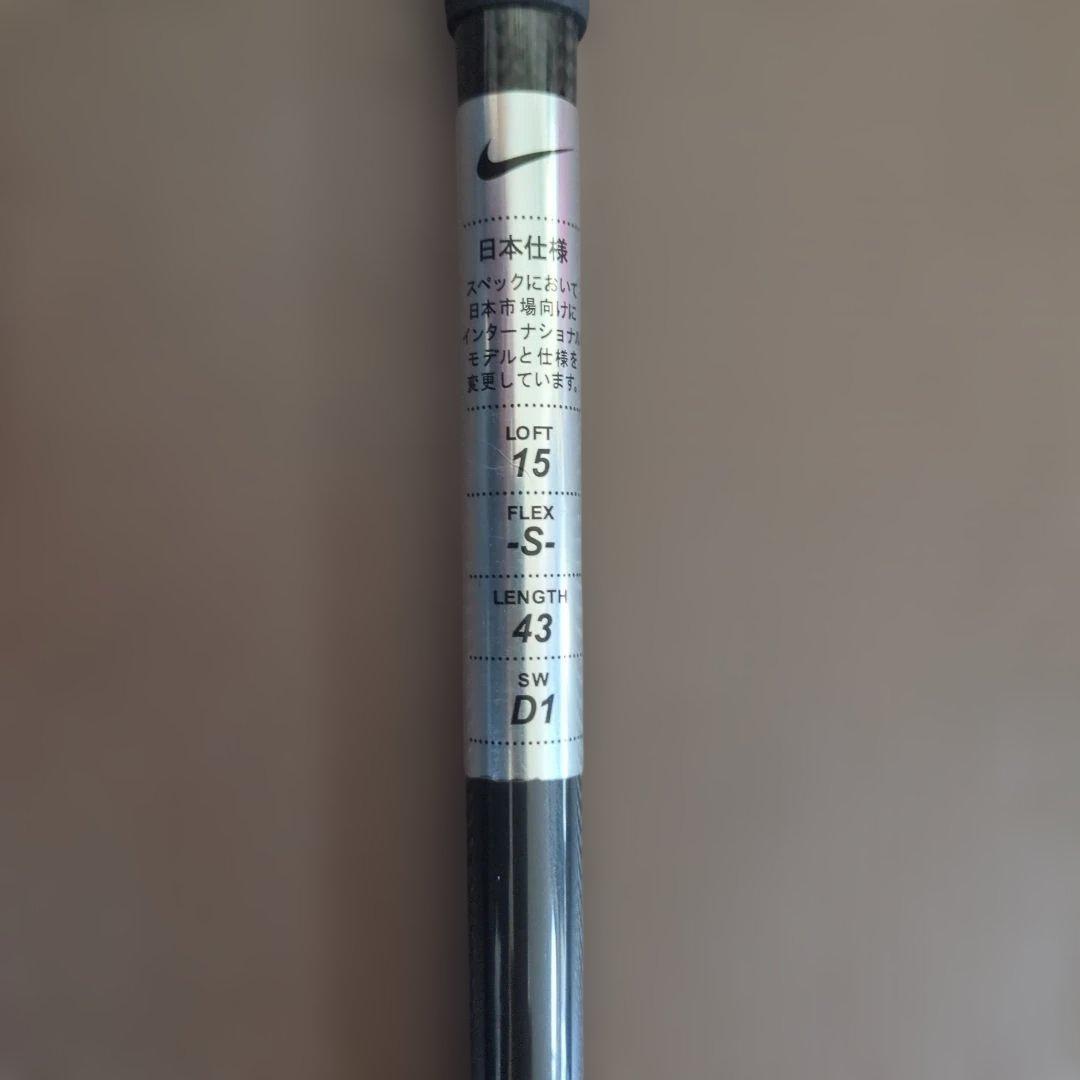 日本仕様
スペックにおいて
日本市場向けに
インターナショナル
モデルと仕様を
変更しています。
LOFT
15
FLEX
-S-
LENGTH
43
SW
D1